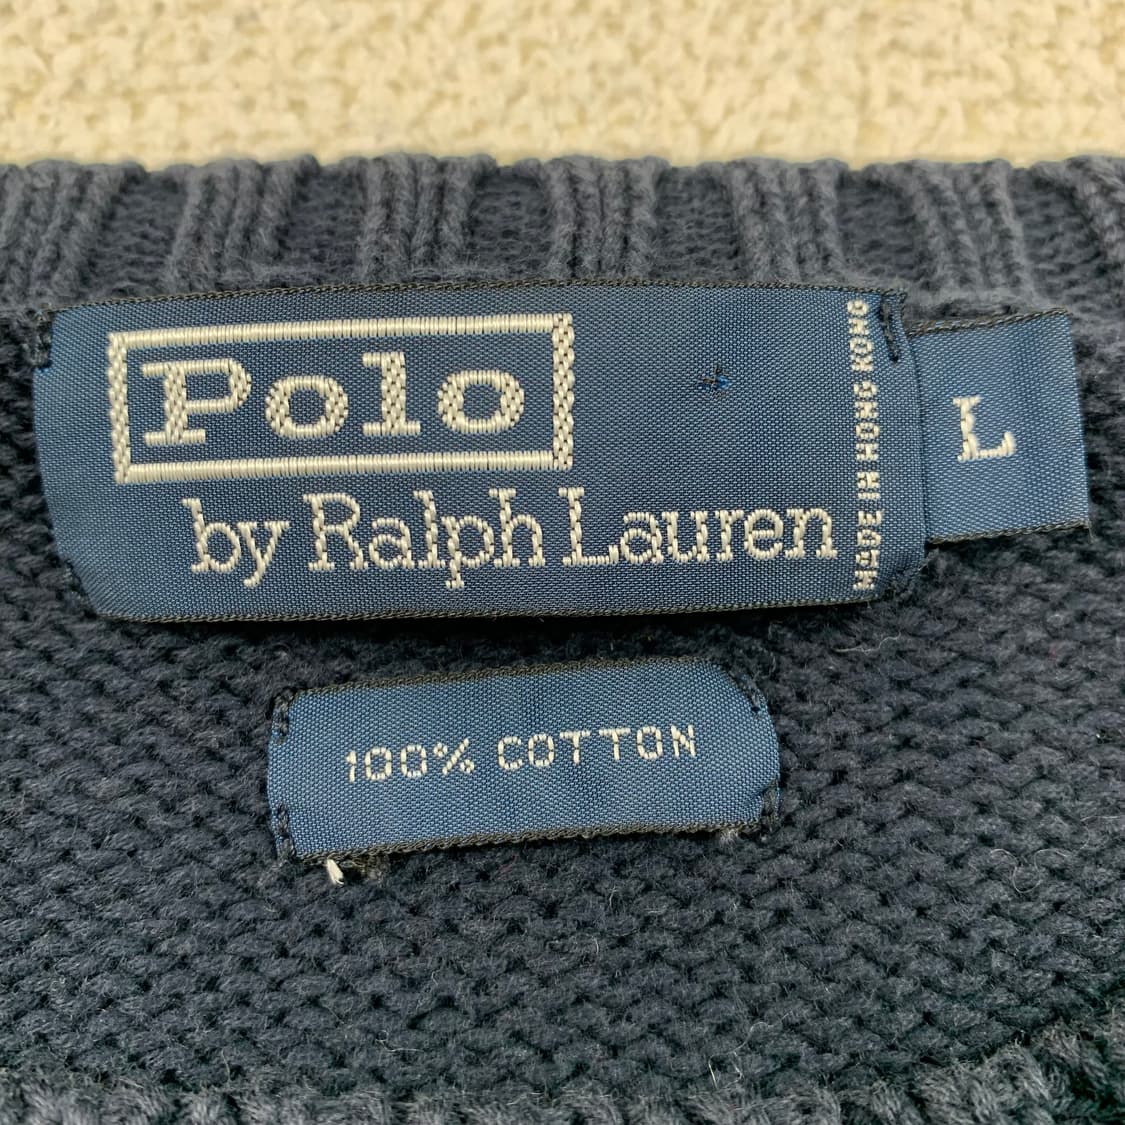 Polo
by Ralph Lauren
MADE IN HONG KONG
L
100% COTTON